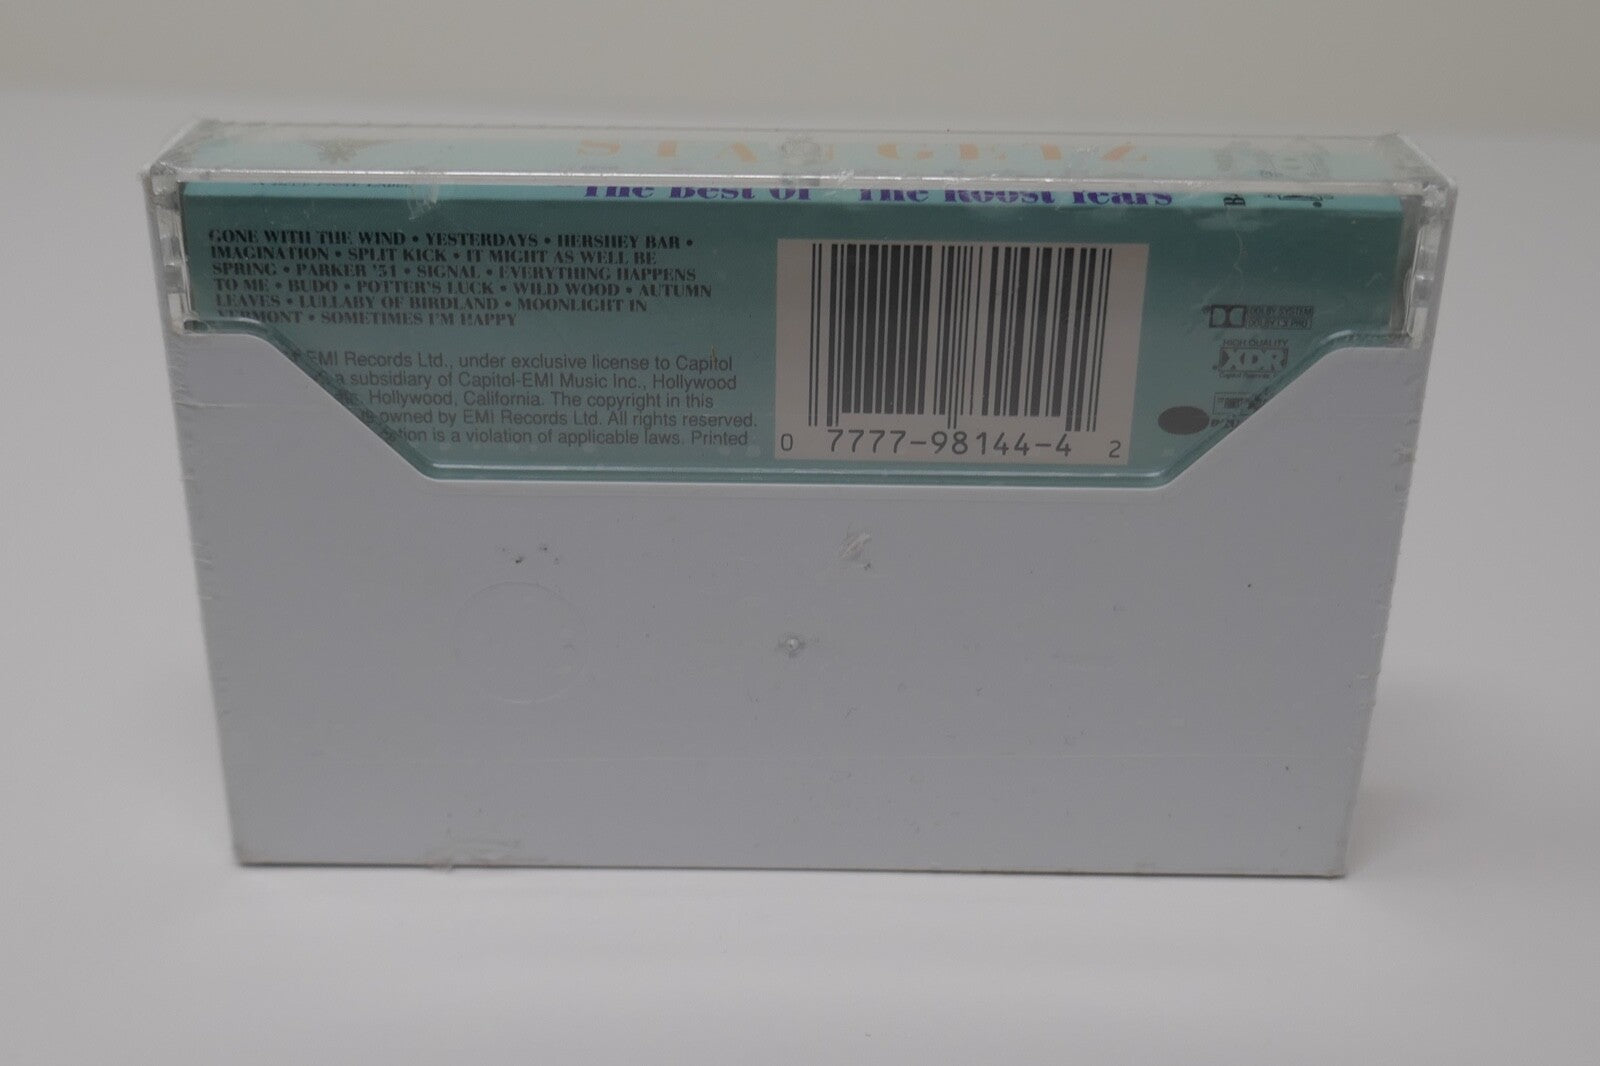 STAN GETZ
"The Best Of" The Roost Years
GONE WITH THE WIND • YESTERDAYS • HERSHEY BAR •
IMAGINATION • SPLIT KICK • IT MIGHT AS WELL BE
SPRING • PARKER '51 • SIGNAL • EVERYTHING HAPPENS
TO ME • BUDO • POTTER'S LUCK • WILD WOOD • AUTUMN
LEAVES • LULLABY OF BIRDLAND • MOONLIGHT IN
VERMONT • SOMETIMES I'M HAPPY
EMI Records Ltd., under exclusive license to Capitol
a subsidiary of Capitol-EMI Music Inc., Hollywood
Hollywood, California. The copyright in this
owned by EMI Records Ltd. All rights reserved.
is a violation of applicable laws. Printed
0 7777-98144-4 2
DOLBY SYSTEM
HIGH QUALITY
XDR